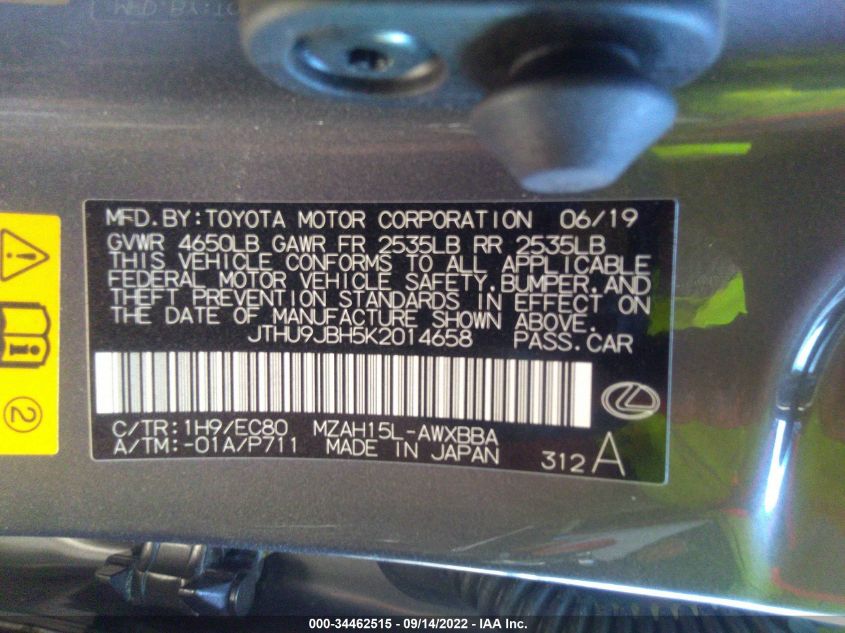 MFD.BY:TOYOTA MOTOR CORPORATION 06/19
GVWR 4650LB GAWR FR 2535LB RR 2535LB
THIS VEHICLE CONFORMS TO ALL APPLICABLE
FEDERAL MOTOR VEHICLE SAFETY,BUMPER,AND
THEFT PREVENTION STANDARDS IN EFFECT ON
THE DATE OF MANUFACTURE SHOWN ABOVE.
JTHU9JBH5K2014658 PASS.CAR
C/TR:1H9/EC80 MZAH15L-AWXBBA
A/TM:-01A/P711 MADE IN JAPAN 312A
2
000-34462515 - 09/14/2022 - IAA Inc.